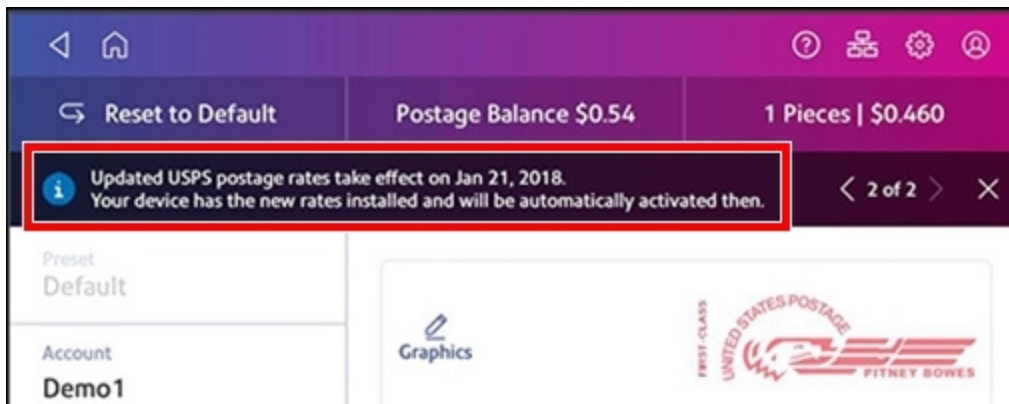 Reset to Default
Postage Balance $0.54
1 Pieces | $0.460
Updated USPS postage rates take effect on Jan 21, 2018.
Your device has the new rates installed and will be automatically activated then.
2 of 2
Preset
Default
Account
Demo1
Graphics
FIRST-CLASS
UNITED STATES POSTAGE
PITNEY BOWES